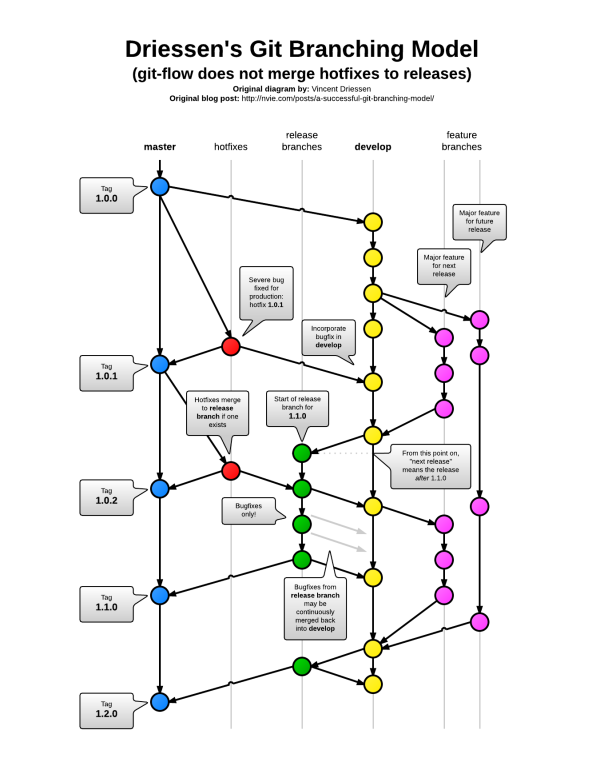 Driessen's Git Branching Model
(git-flow does not merge hotfixes to releases)
Original diagram by: Vincent Driessen
Original blog post: http://nvie.com/posts/a-successful-git-branching-model/
master
hotfixes
release
branches
develop
feature
branches
Tag
1.0.0
Major feature
for future
release
Major feature
for next
release
Severe bug
fixed for
production:
hotfix 1.0.1
Incorporate
bugfix in
develop
Tag
1.0.1
Hotfixes merge
to release
branch if one
exists
Start of release
branch for
1.1.0
From this point on,
"next release"
means the release
after 1.1.0
Tag
1.0.2
Bugfixes
only!
Tag
1.1.0
Bugfixes from
release branch
may be
continuously
merged back
into develop
Tag
1.2.0